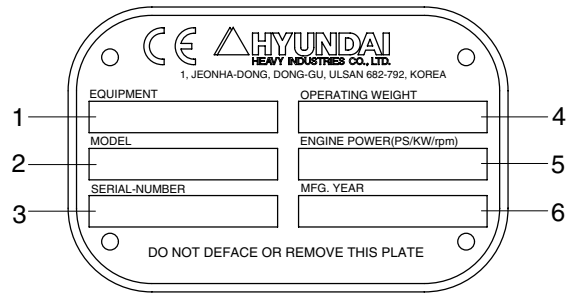 CE HYUNDAI
HEAVY INDUSTRIES CO., LTD.
1, JEONHA-DONG, DONG-GU, ULSAN 682-792, KOREA
EQUIPMENT OPERATING WEIGHT
1 4
MODEL ENGINE POWER(PS/KW/rpm)
2 5
SERIAL-NUMBER MFG. YEAR
3 6
DO NOT DEFACE OR REMOVE THIS PLATE